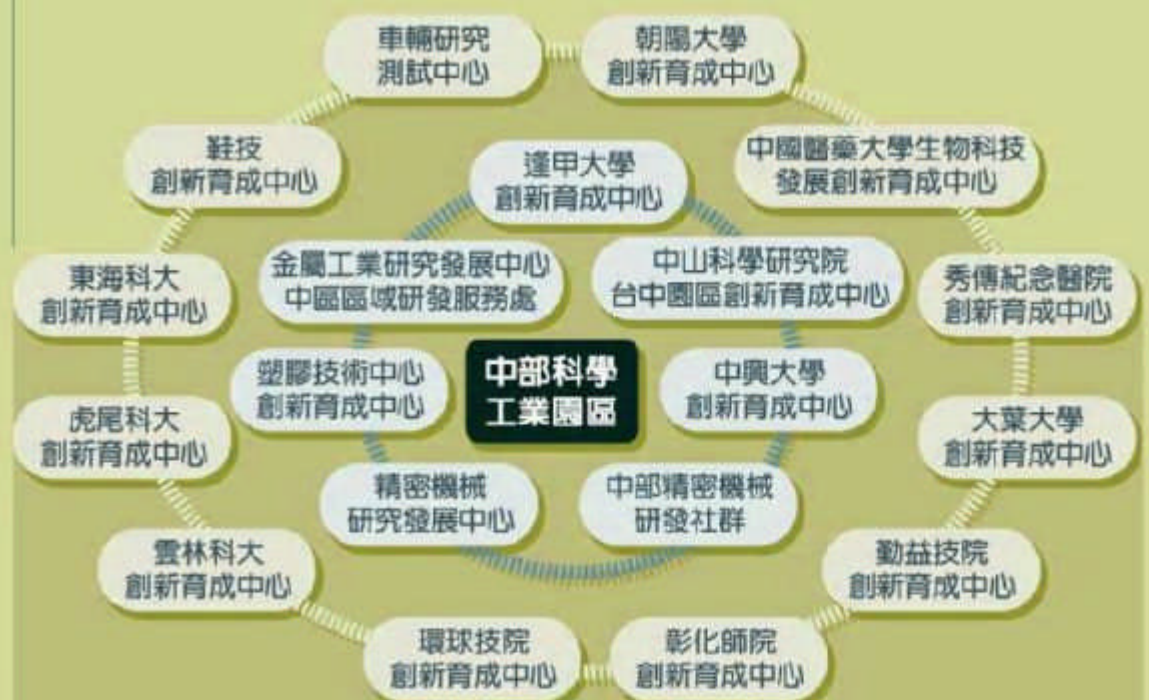 車輛研究
測試中心
朝陽大學
創新育成中心
鞋技
創新育成中心
中國醫藥大學生物科技
發展創新育成中心
逢甲大學
創新育成中心
金屬工業研究發展中心
中區區域研發服務處
中山科學研究院
台中園區創新育成中心
東海科大
創新育成中心
秀傳紀念醫院
創新育成中心
塑膠技術中心
創新育成中心
中部科學
工業園區
中興大學
創新育成中心
虎尾科大
創新育成中心
大葉大學
創新育成中心
精密機械
研究發展中心
中部精密機械
研發社群
雲林科大
創新育成中心
勤益技院
創新育成中心
環球技院
創新育成中心
彰化師院
創新育成中心